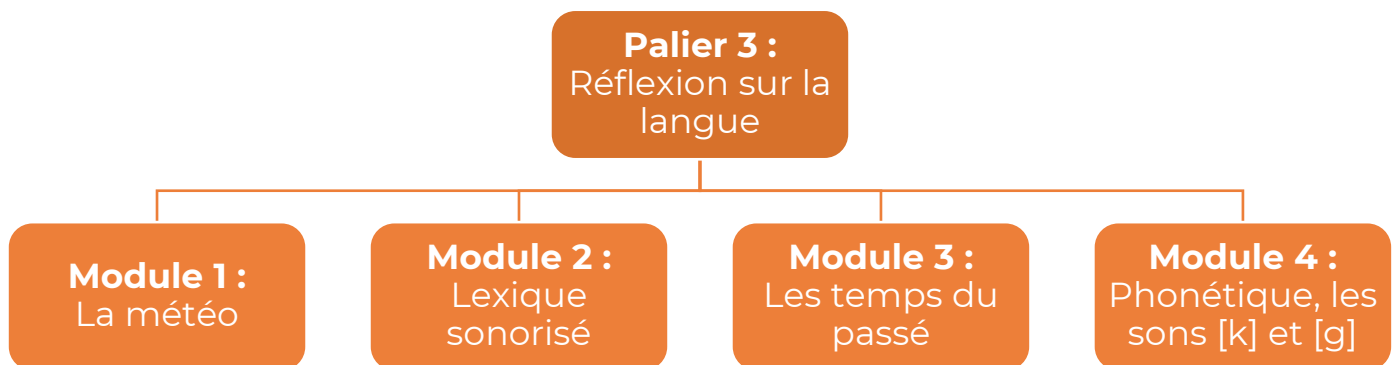 Palier 3 :
Réflexion sur la
langue
Module 1 :
La météo
Module 2 :
Lexique
sonorisé
Module 3 :
Les temps du
passé
Module 4 :
Phonétique, les
sons [k] et [g]